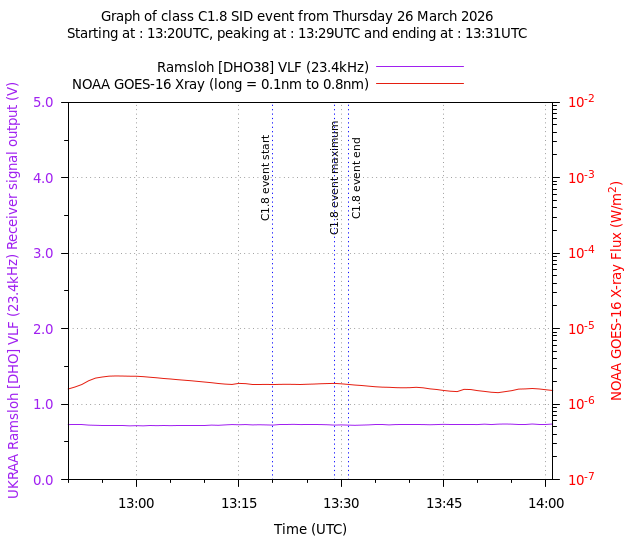 Graph of class C1.8 SID event from Thursday 26 March 2026
Starting at : 13:20UTC, peaking at : 13:29UTC and ending at : 13:31UTC
Ramsloh [DHO38] VLF (23.4kHz)
NOAA GOES-16 Xray (long = 0.1nm to 0.8nm)
UKRAA Ramsloh [DHO] VLF (23.4kHz) Receiver signal output (V)
5.0
4.0
3.0
2.0
1.0
0.0
C1.8 event start
C1.8 event maximum
C1.8 event end
10^-2
10^-3
10^-4
10^-5
10^-6
10^-7
NOAA GOES-16 X-ray Flux (W/m²)
13:00 13:15 13:30 13:45 14:00
Time (UTC)